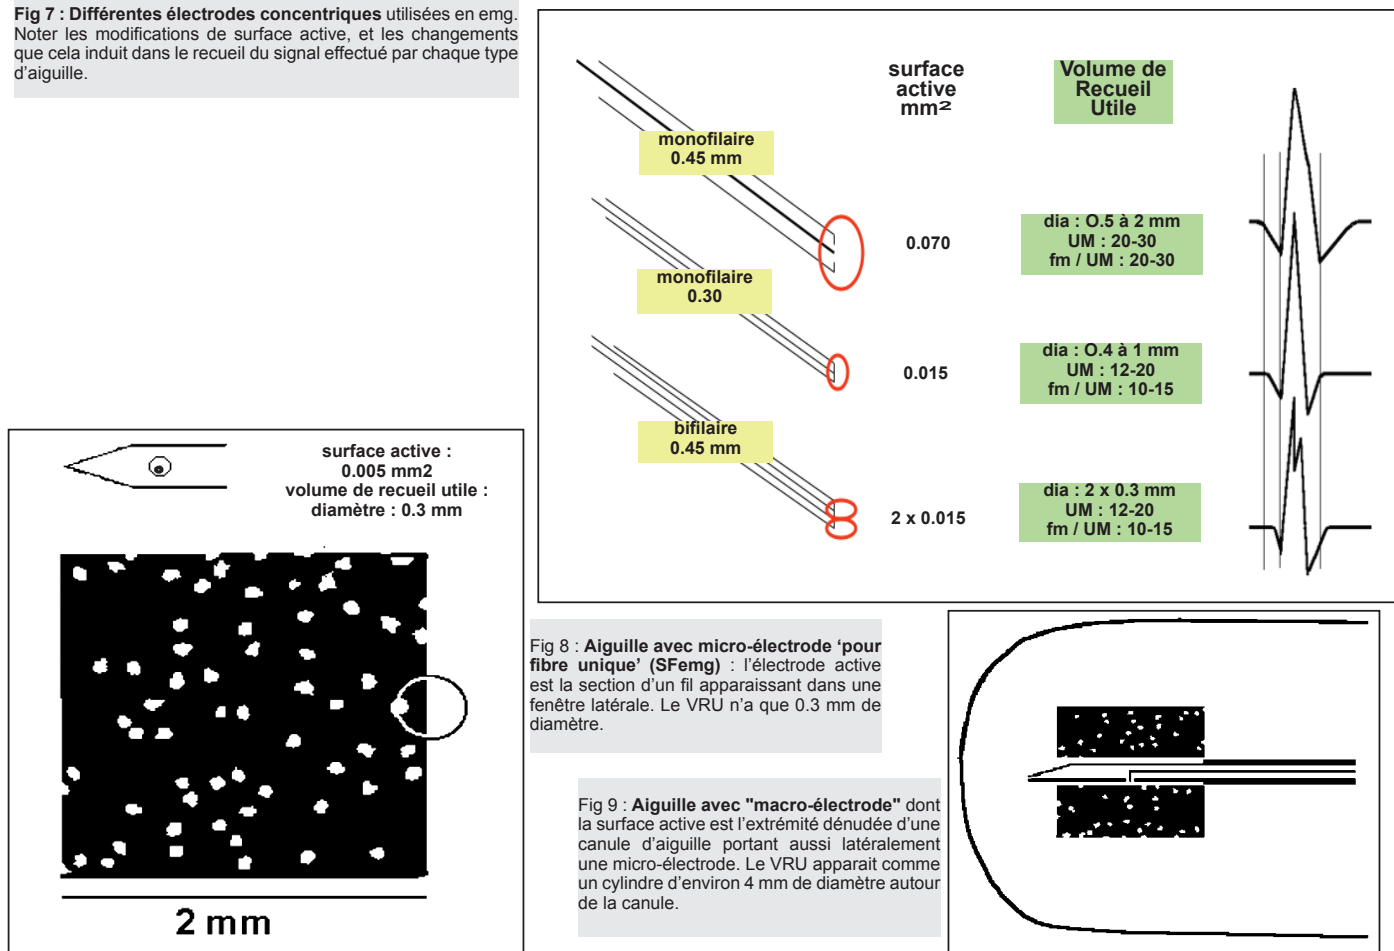 Fig 7 : Différentes électrodes concentriques utilisées en emg.
Noter les modifications de surface active, et les changements
que cela induit dans le recueil du signal effectué par chaque type
d'aiguille.
surface
active
mm²
Volume de
Recueil
Utile
monofilaire
0.45 mm
0.070
dia : O.5 à 2 mm
UM : 20-30
fm / UM : 20-30
monofilaire
0.30
0.015
dia : O.4 à 1 mm
UM : 12-20
fm / UM : 10-15
bifilaire
0.45 mm
2 x 0.015
dia : 2 x 0.3 mm
UM : 12-20
fm / UM : 10-15
surface active :
0.005 mm2
volume de recueil utile :
diamètre : 0.3 mm
2 mm
Fig 8 : Aiguille avec micro-électrode ‘pour
fibre unique’ (SFemg) : l’électrode active
est la section d’un fil apparaissant dans une
fenêtre latérale. Le VRU n’a que 0.3 mm de
diamètre.
Fig 9 : Aiguille avec "macro-électrode" dont
la surface active est l’extrémité dénudée d’une
canule d’aiguille portant aussi latéralement
une micro-électrode. Le VRU apparait comme
un cylindre d’environ 4 mm de diamètre autour
de la canule.